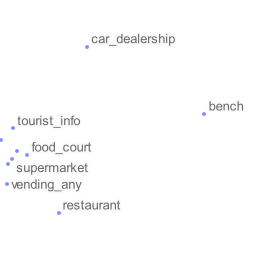 car_dealership
bench
tourist_info
food_court
supermarket
vending_any
restaurant